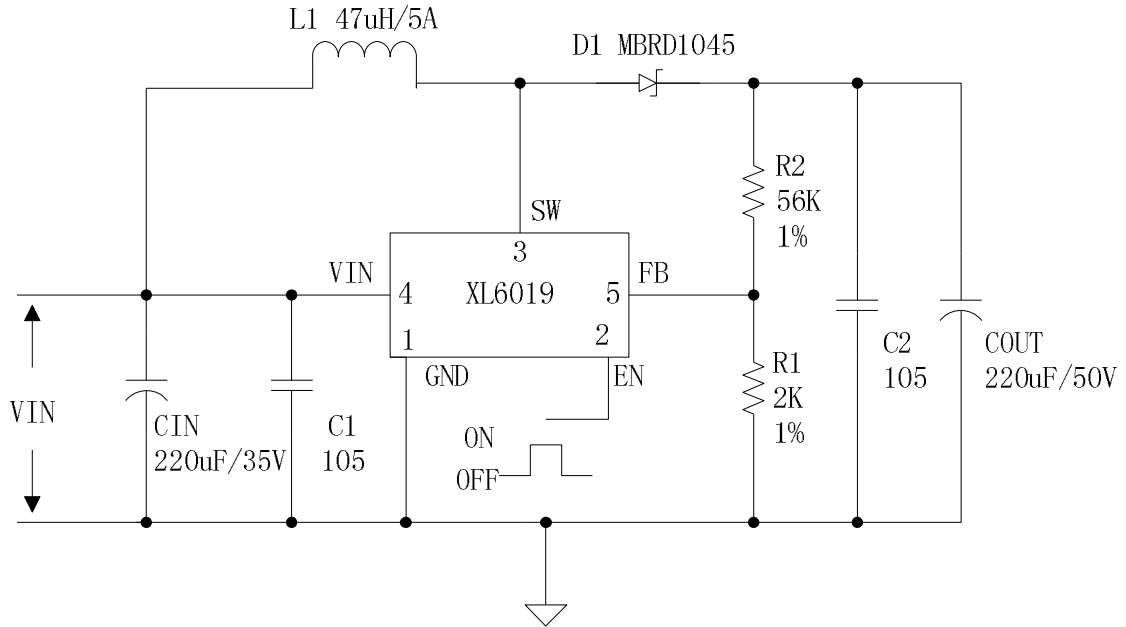 L1 47uH/5A
D1 MBRD1045
R2
56K
1%
SW
3
VIN
4
XL6019
5
FB
1
2
GND
EN
R1
2K
1%
C2
105
COUT
220uF/50V
VIN
CIN
220uF/35V
C1
105
ON
OFF